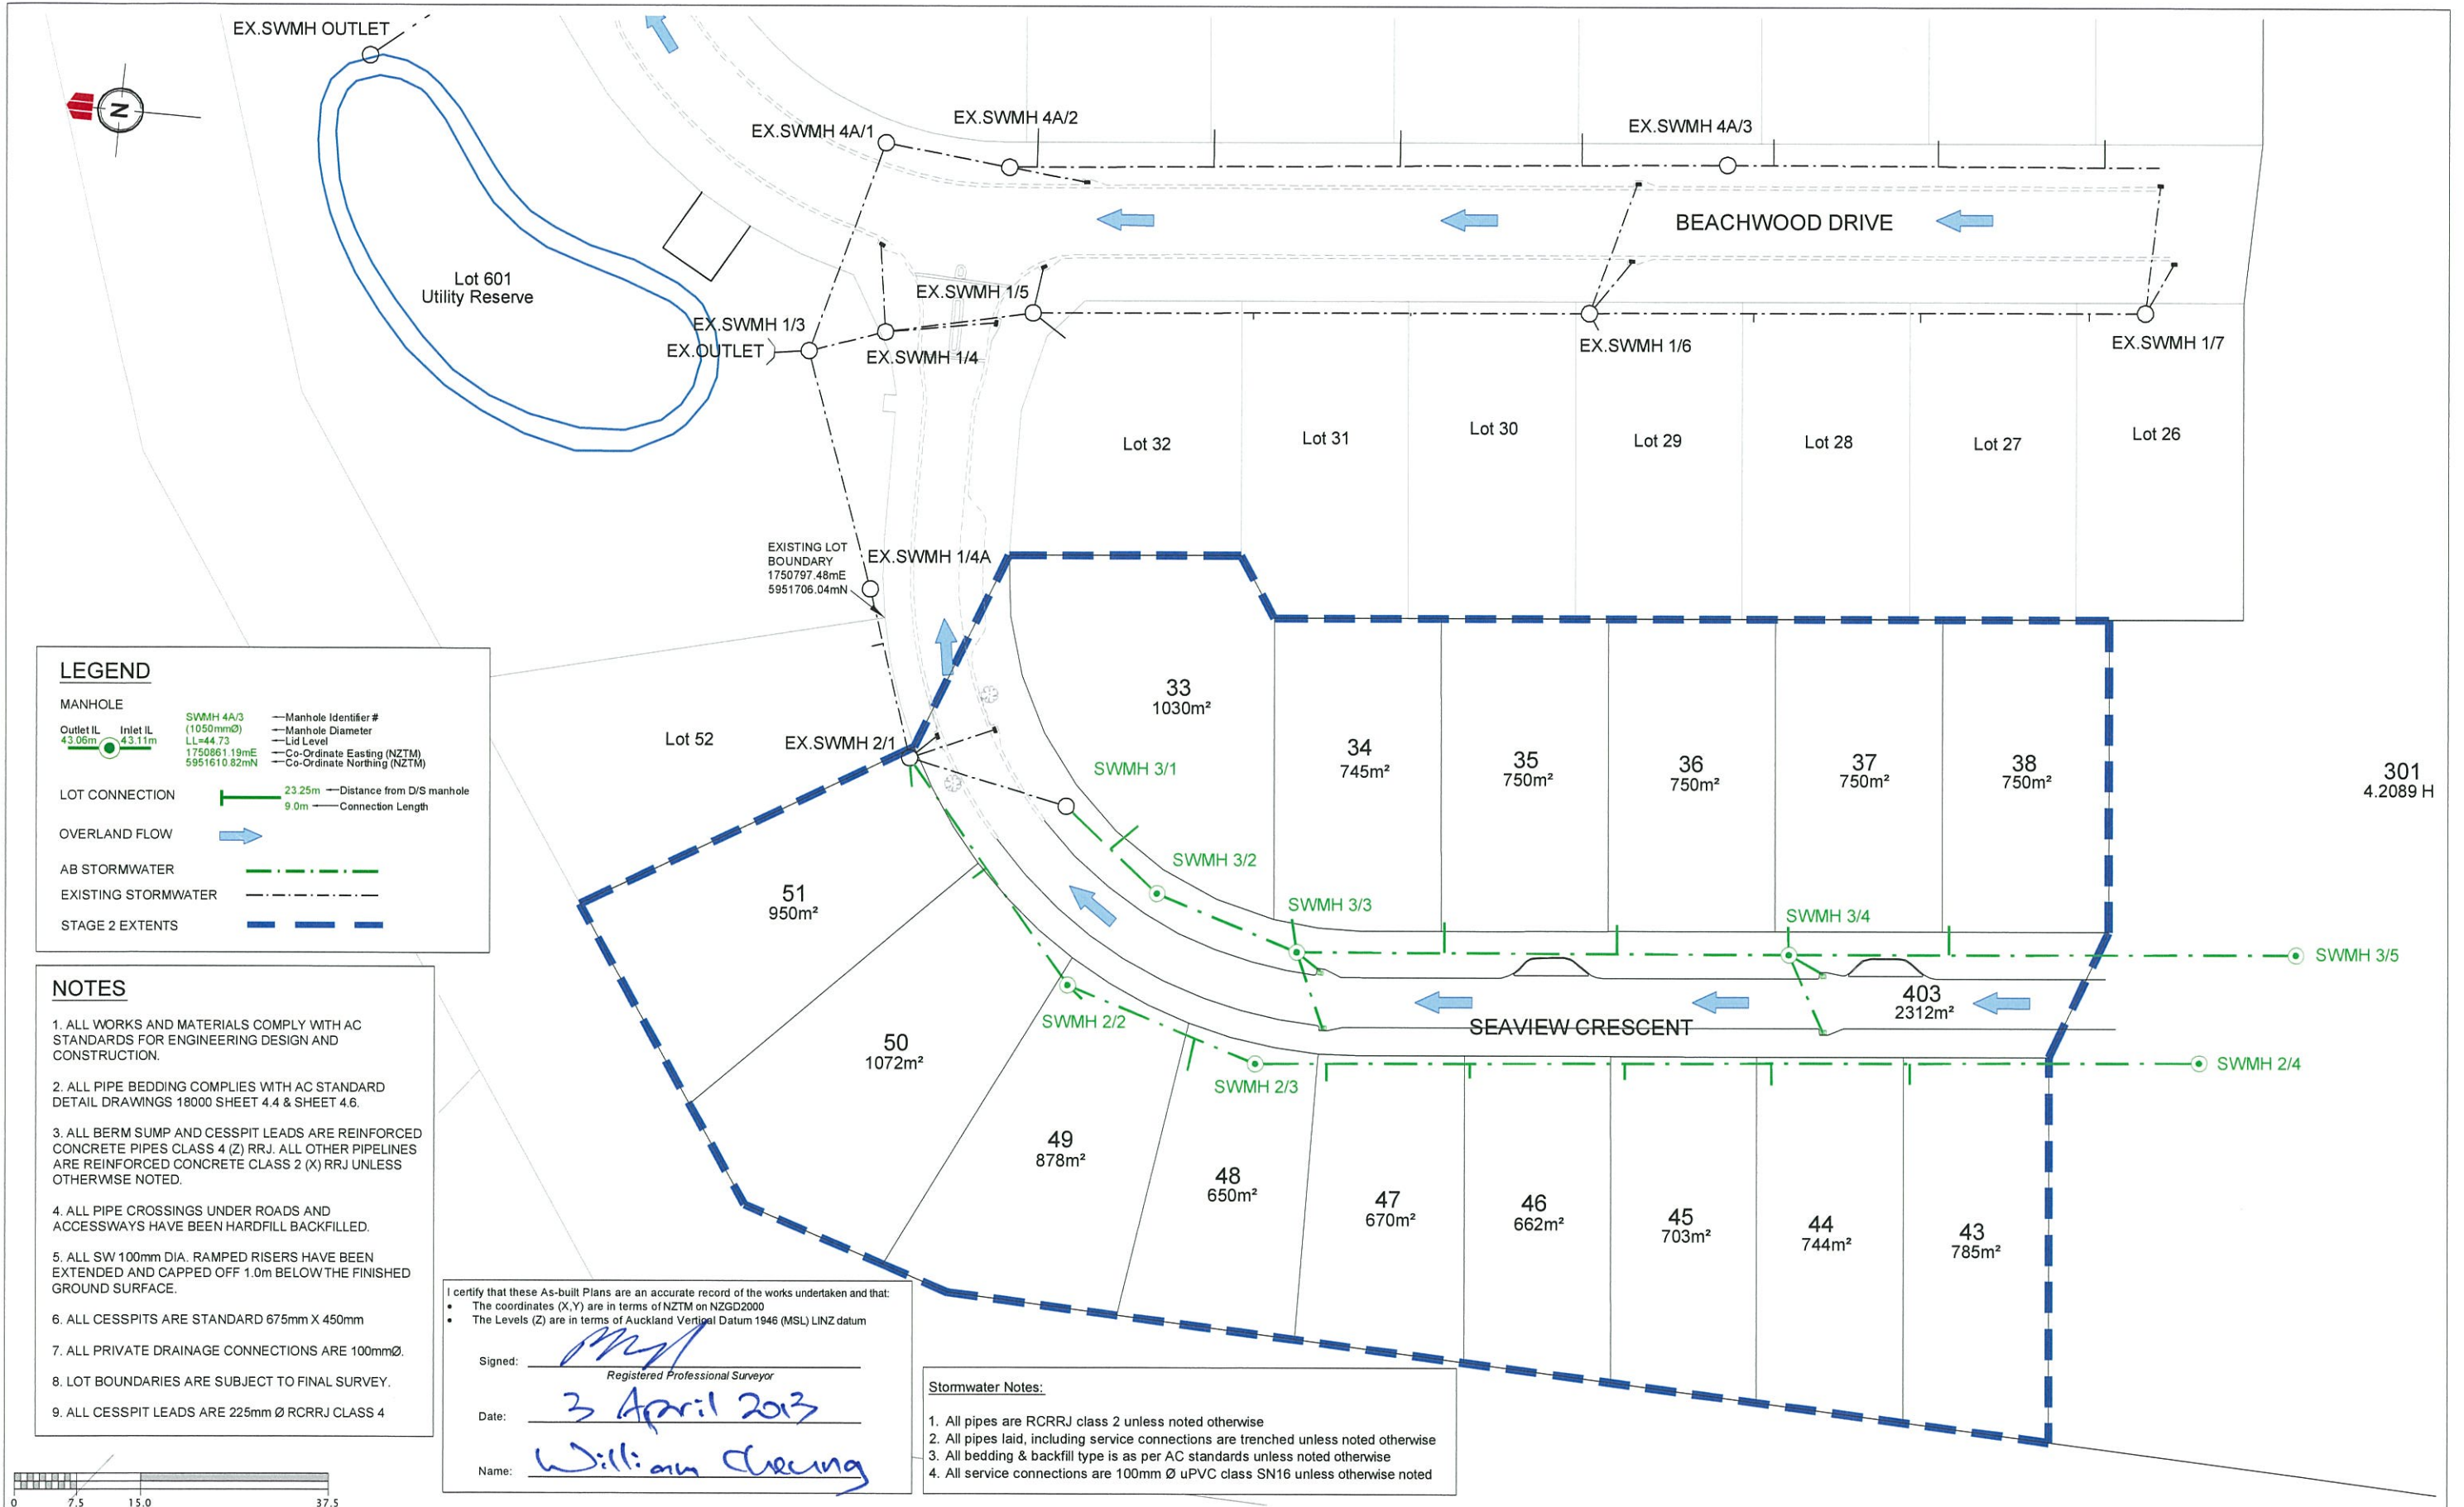 EX.SWMH OUTLET
N
EX.SWMH 4A/1
EX.SWMH 4A/2
EX.SWMH 4A/3
BEACHWOOD DRIVE
Lot 601
Utility Reserve
EX.SWMH 1/5
EX.SWMH 1/3
EX.OUTLET
EX.SWMH 1/4
EX.SWMH 1/6
EX.SWMH 1/7
Lot 32
Lot 31
Lot 30
Lot 29
Lot 28
Lot 27
Lot 26
EXISTING LOT
BOUNDARY
1750797.48mE
5951706.04mN
EX.SWMH 1/4A
LEGEND
MANHOLE
Outlet IL
Inlet IL
43.06m
43.11m
SWMH 4A/3
Manhole Identifier #
(1050mmØ)
Manhole Diameter
LL=44.73
Lid Level
1750861.19mE
Co-Ordinate Easting (NZTM)
5951610.82mN
Co-Ordinate Northing (NZTM)
LOT CONNECTION
23.25m
Distance from D/S manhole
9.0m
Connection Length
OVERLAND FLOW
AB STORMWATER
EXISTING STORMWATER
STAGE 2 EXTENTS
Lot 52
EX.SWMH 2/1
33
1030m²
34
745m²
35
750m²
36
750m²
37
750m²
38
750m²
301
4.2089 H
SWMH 3/1
SWMH 3/2
SWMH 3/3
SWMH 3/4
SWMH 3/5
51
950m²
50
1072m²
SWMH 2/2
SWMH 2/3
SEAVIEW CRESCENT
403
2312m²
SWMH 2/4
49
878m²
48
650m²
47
670m²
46
662m²
45
703m²
44
744m²
43
785m²
NOTES
1. ALL WORKS AND MATERIALS COMPLY WITH AC
STANDARDS FOR ENGINEERING DESIGN AND
CONSTRUCTION.
2. ALL PIPE BEDDING COMPLIES WITH AC STANDARD
DETAIL DRAWINGS 18000 SHEET 4.4 & SHEET 4.6.
3. ALL BERM SUMP AND CESSPIT LEADS ARE REINFORCED
CONCRETE PIPES CLASS 4 (Z) RRJ. ALL OTHER PIPELINES
ARE REINFORCED CONCRETE CLASS 2 (X) RRJ UNLESS
OTHERWISE NOTED.
4. ALL PIPE CROSSINGS UNDER ROADS AND
ACCESSWAYS HAVE BEEN HARDFILL BACKFILLED.
5. ALL SW 100mm DIA. RAMPED RISERS HAVE BEEN
EXTENDED AND CAPPED OFF 1.0m BELOW THE FINISHED
GROUND SURFACE.
6. ALL CESSPITS ARE STANDARD 675mm X 450mm
7. ALL PRIVATE DRAINAGE CONNECTIONS ARE 100mmØ.
8. LOT BOUNDARIES ARE SUBJECT TO FINAL SURVEY.
9. ALL CESSPIT LEADS ARE 225mm Ø RCRRJ CLASS 4
I certify that these As-built Plans are an accurate record of the works undertaken and that:
• The coordinates (X,Y) are in terms of NZTM on NZGD2000
• The Levels (Z) are in terms of Auckland Vertical Datum 1946 (MSL) LINZ datum
Signed:
Registered Professional Surveyor
Date: 3 April 2013
Name: William Cheung
Stormwater Notes:
1. All pipes are RCRRJ class 2 unless noted otherwise
2. All pipes laid, including service connections are trenched unless noted otherwise
3. All bedding & backfill type is as per AC standards unless noted otherwise
4. All service connections are 100mm Ø uPVC class SN16 unless otherwise noted
0 7.5 15.0 37.5